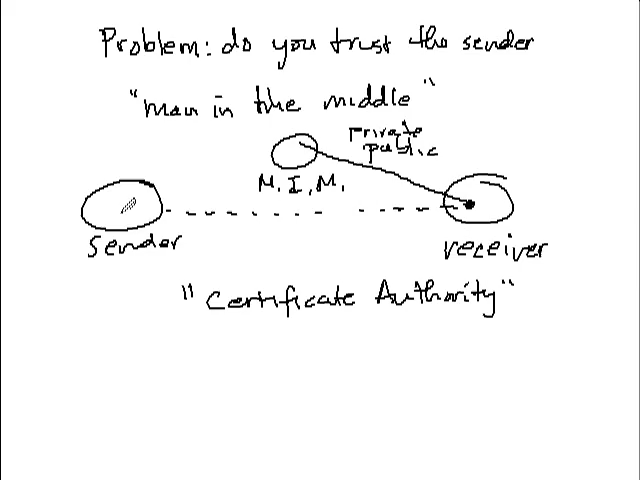 Problem: do you trust the sender
"man in the middle"
private
public
M. I. M.
sender
receiver
"Certificate Authority"